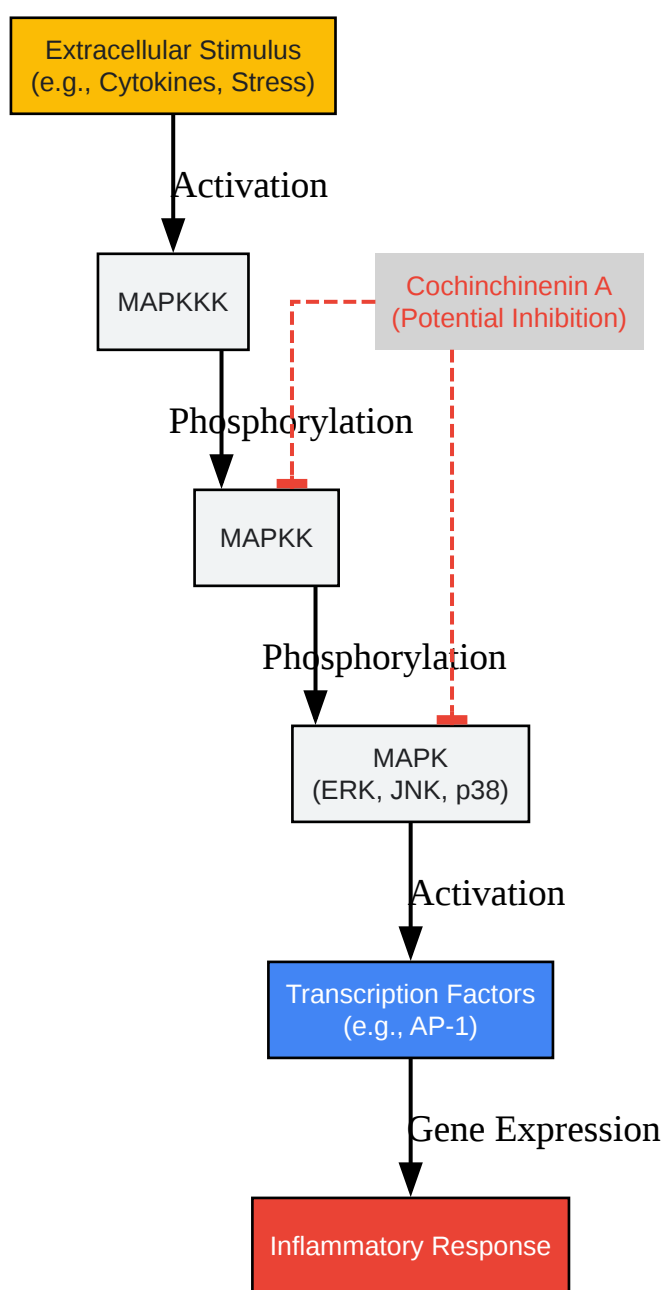 Extracellular Stimulus
(e.g., Cytokines, Stress)
Activation
MAPKKK
Cochinchinenin A
(Potential Inhibition)
Phosphorylation
MAPKK
Phosphorylation
MAPK
(ERK, JNK, p38)
Activation
Transcription Factors
(e.g., AP-1)
Gene Expression
Inflammatory Response